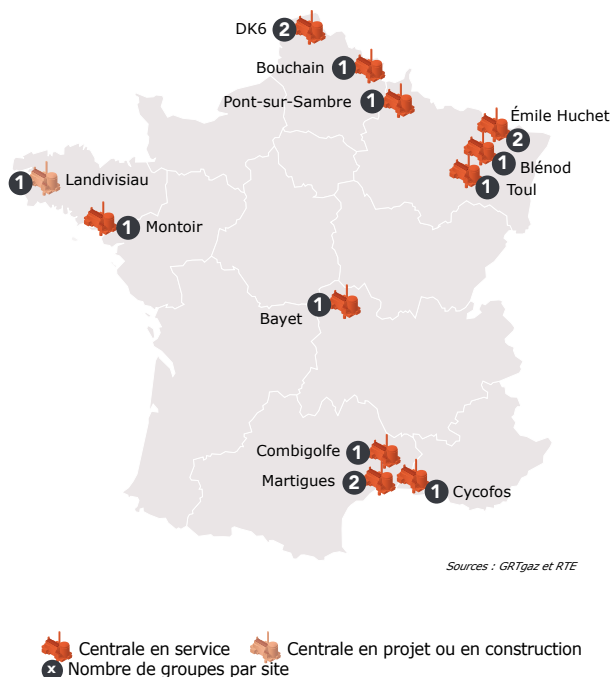 DK6 2
Bouchain 1
Pont-sur-Sambre 1
Émile Huchet
2
1 Blénod
1 Toul
Landivisiau
1
1 Montoir
1
Bayet
Combigolfe 1
Martigues 2
1 Cycofos
Sources : GRTgaz et RTE
Centrale en service Centrale en projet ou en construction
x Nombre de groupes par site